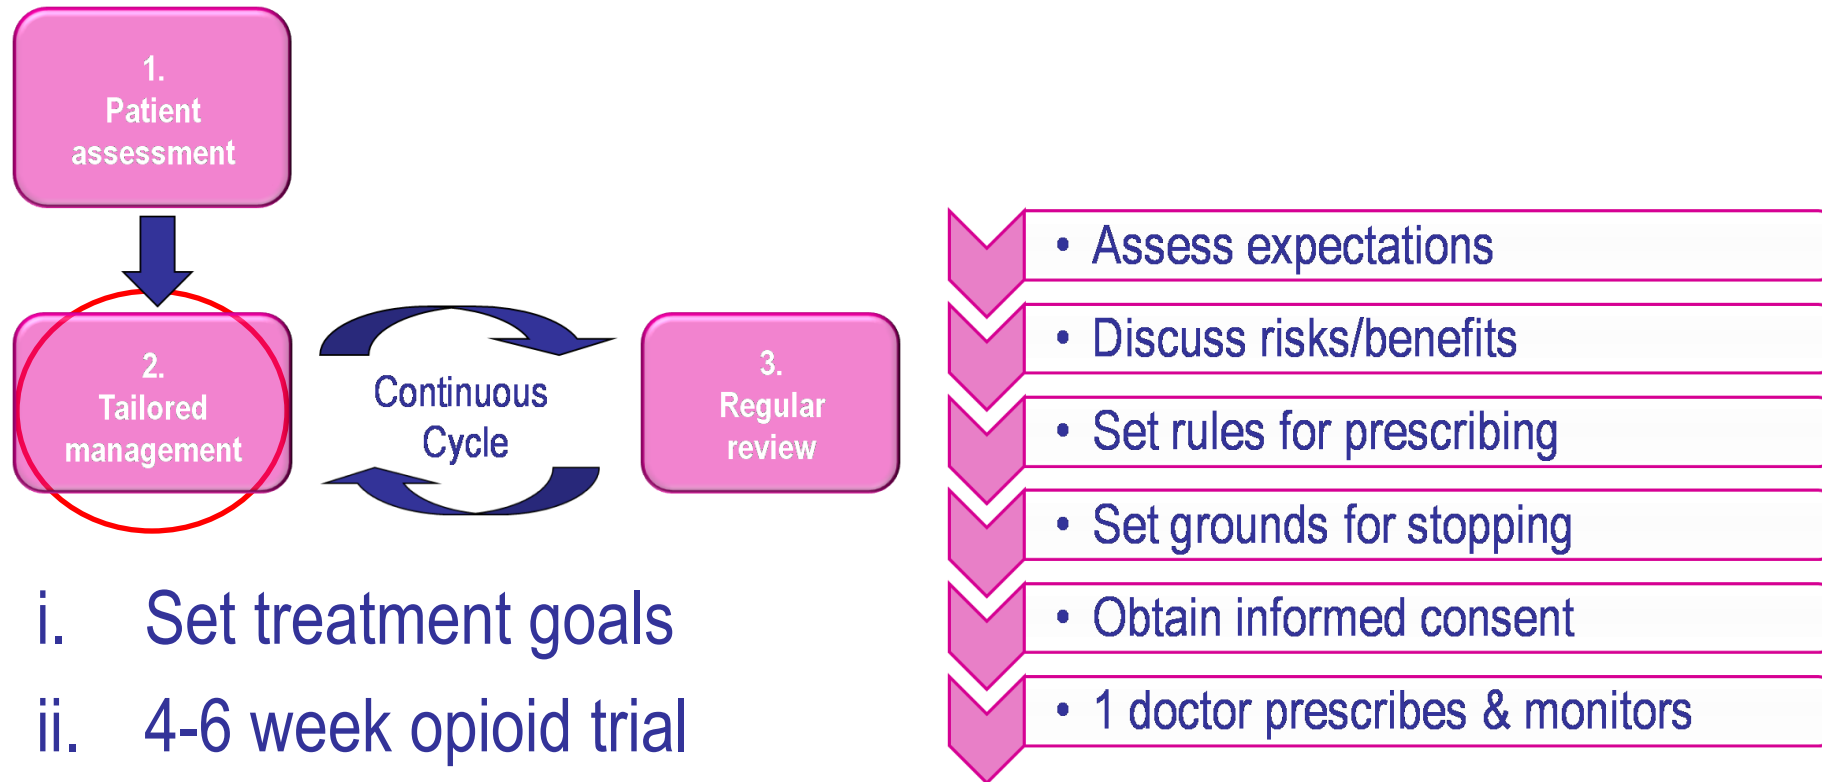 1.
Patient
assessment
2.
Tailored
management
Continuous
Cycle
3.
Regular
review
i. Set treatment goals
ii. 4-6 week opioid trial
• Assess expectations
• Discuss risks/benefits
• Set rules for prescribing
• Set grounds for stopping
• Obtain informed consent
• 1 doctor prescribes & monitors